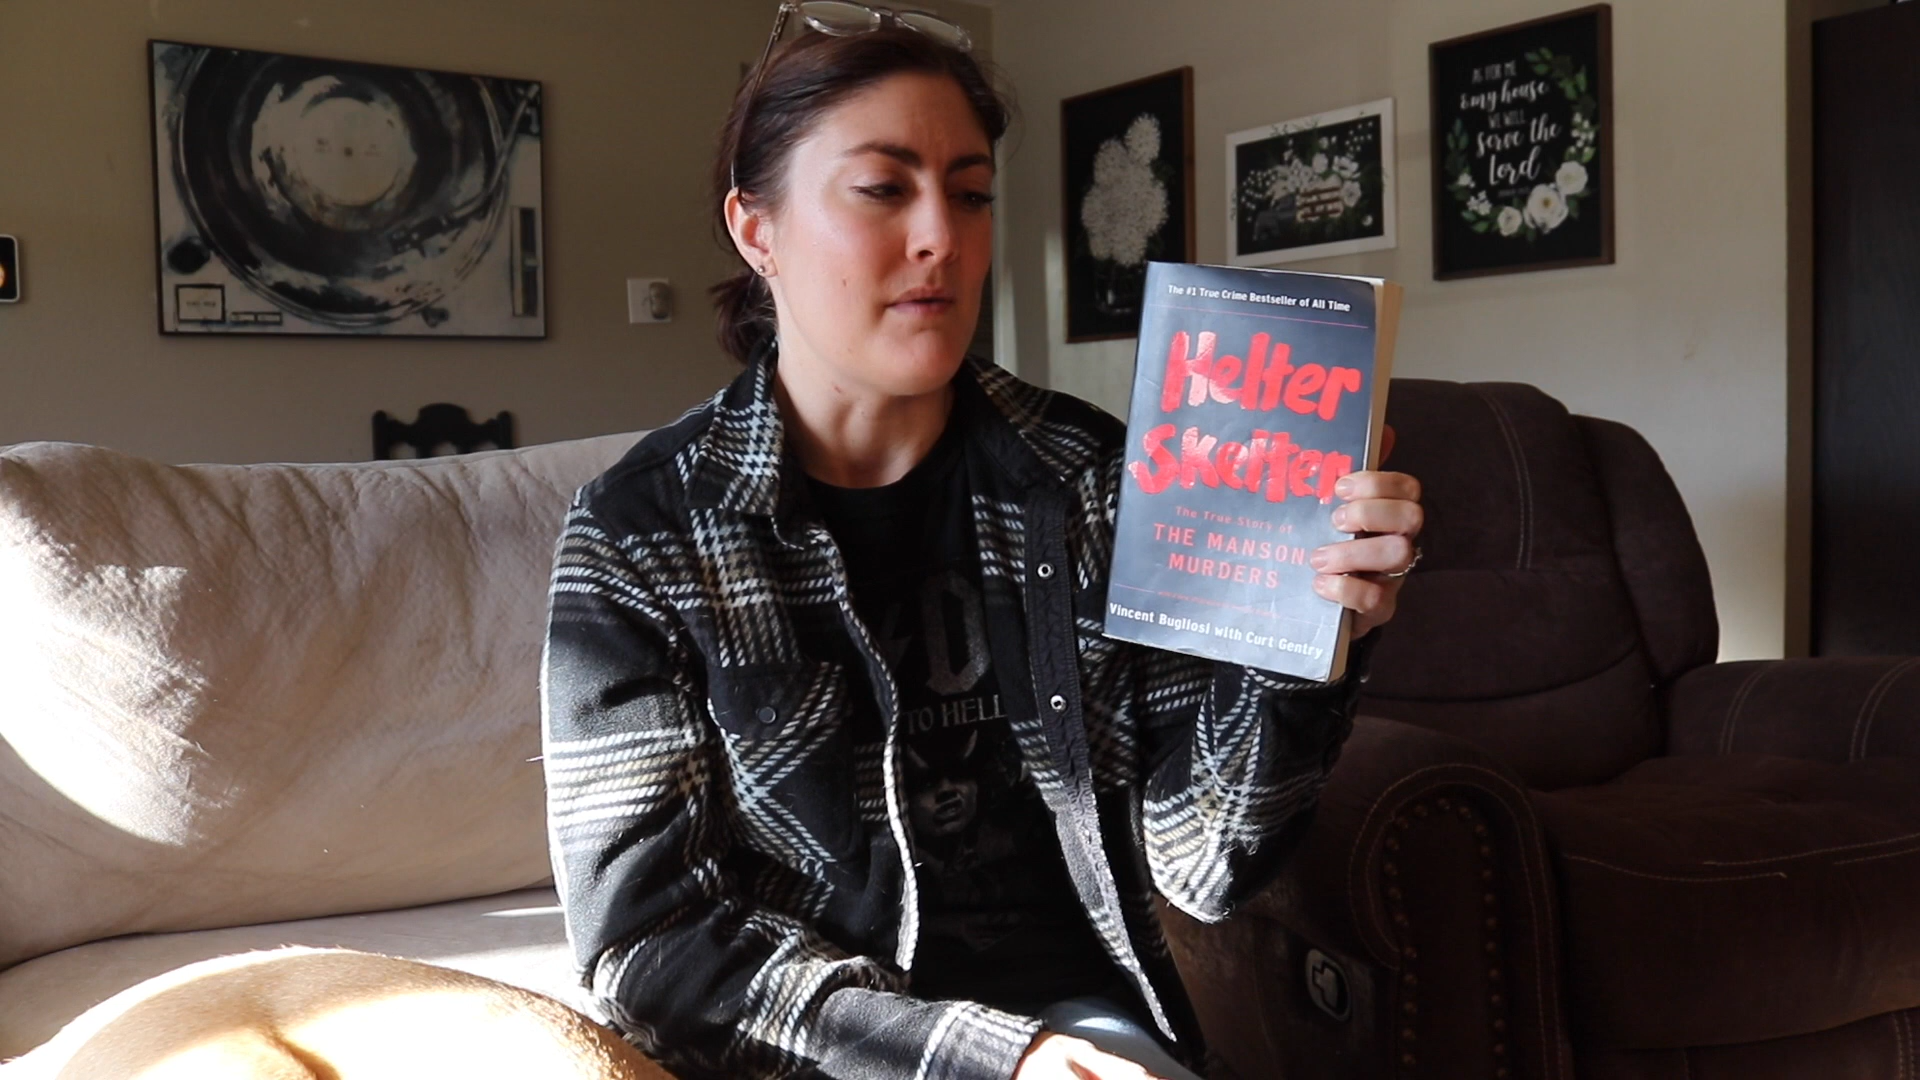 AS FOR ME
& my house
WE WILL
serve the
Lord
The #1 True Crime Bestseller of All Time
Helter
Skelter
The True Story of
THE MANSON
MURDERS
Vincent Bugliosi with Curt Gentry
TO HELL